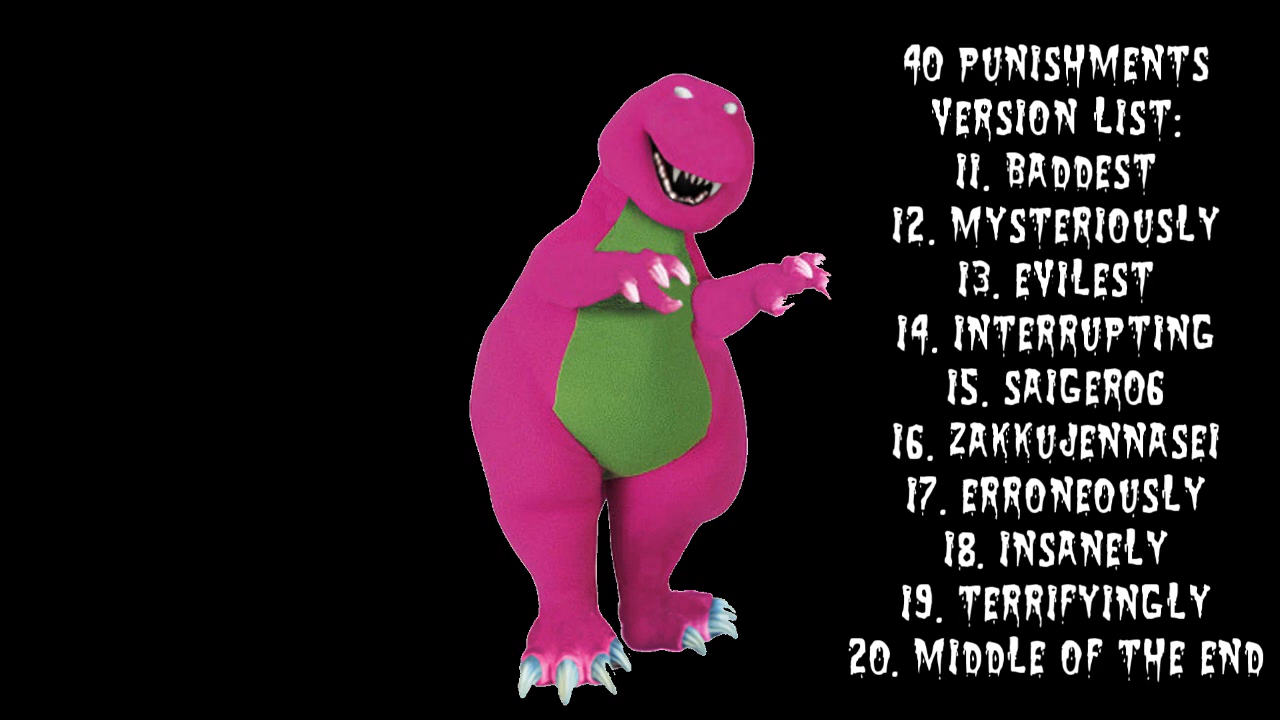 40 PUNISHMENTS
VERSION LIST:
11. BADDEST
12. MYSTERIOUSLY
13. EVILEST
14. INTERRUPTING
15. SAIGER06
16. ZAKKUJENNASEI
17. ERRONEOUSLY
18. INSANELY
19. TERRIFYINGLY
20. MIDDLE OF THE END